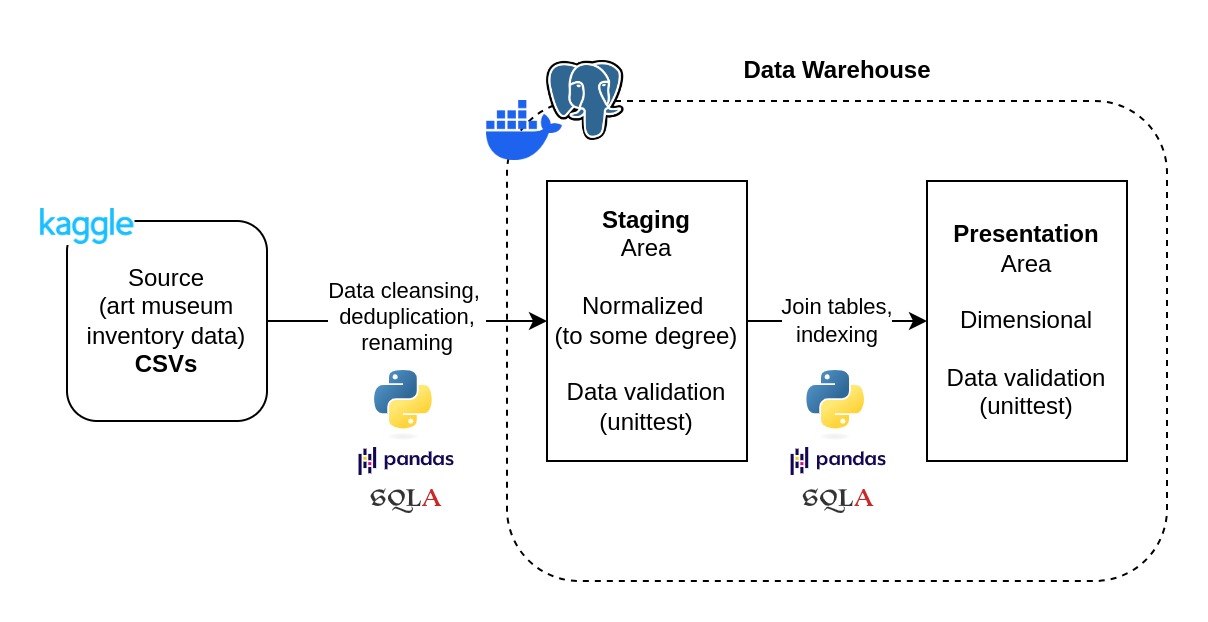 Data Warehouse
kaggle
Source
(art museum
inventory data)
CSVs
Data cleansing,
deduplication,
renaming
pandas
SQLA
Staging
Area
Normalized
(to some degree)
Data validation
(unittest)
Join tables,
indexing
pandas
SQLA
Presentation
Area
Dimensional
Data validation
(unittest)